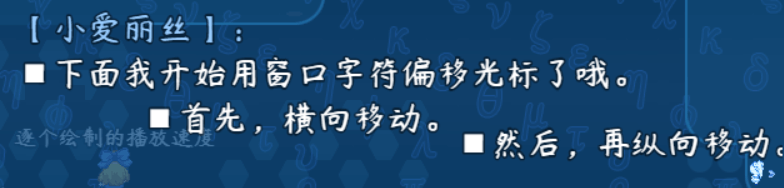 【小爱丽丝】：
■下面我开始用窗口字符偏移光标了哦。
■首先，横向移动。
■然后，再纵向移动。
逐个绘制的播放速度